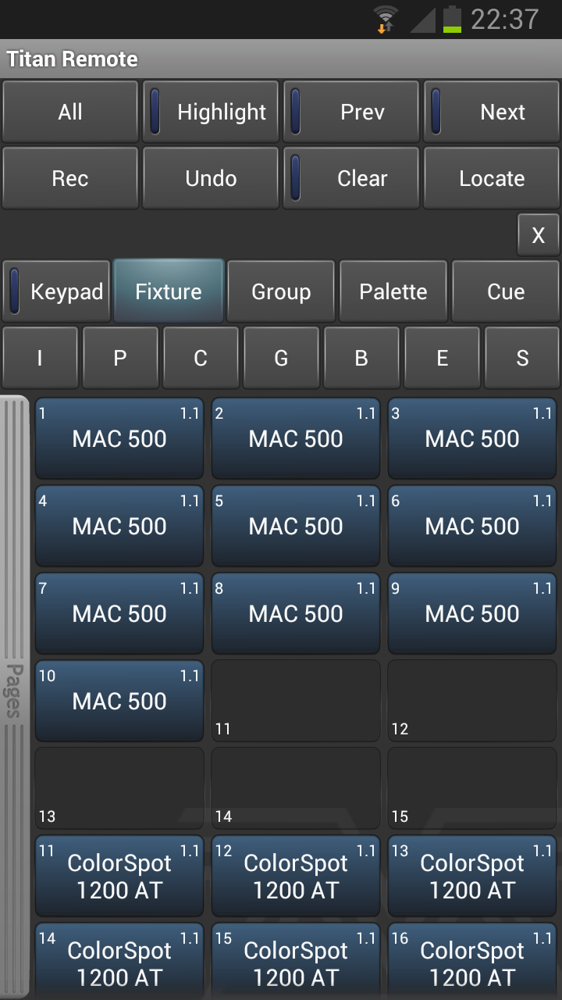 22:37
Titan Remote
All Highlight Prev Next
Rec Undo Clear Locate
X
Keypad Fixture Group Palette Cue
I P C G B E S
1 1.1 2 1.1 3 1.1
MAC 500 MAC 500 MAC 500
4 1.1 5 1.1 6 1.1
MAC 500 MAC 500 MAC 500
7 1.1 8 1.1 9 1.1
MAC 500 MAC 500 MAC 500
Pages
10 1.1
MAC 500
11 12
13 14 15
11 1.1 12 1.1 13 1.1
ColorSpot ColorSpot ColorSpot
1200 AT 1200 AT 1200 AT
14 1.1 15 1.1 16 1.1
ColorSpot ColorSpot ColorSpot
1200 AT 1200 AT 1200 AT